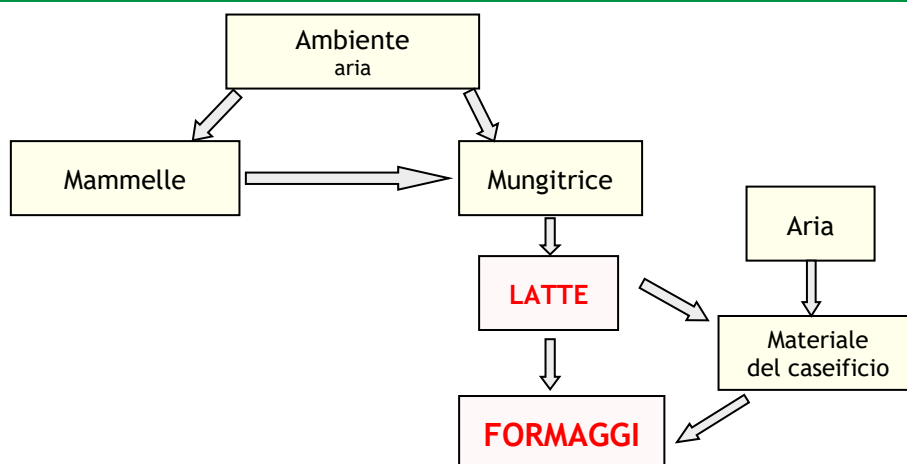 Ambiente
aria
Mammelle
Mungitrice
Aria
LATTE
Materiale
del caseificio
FORMAGGI